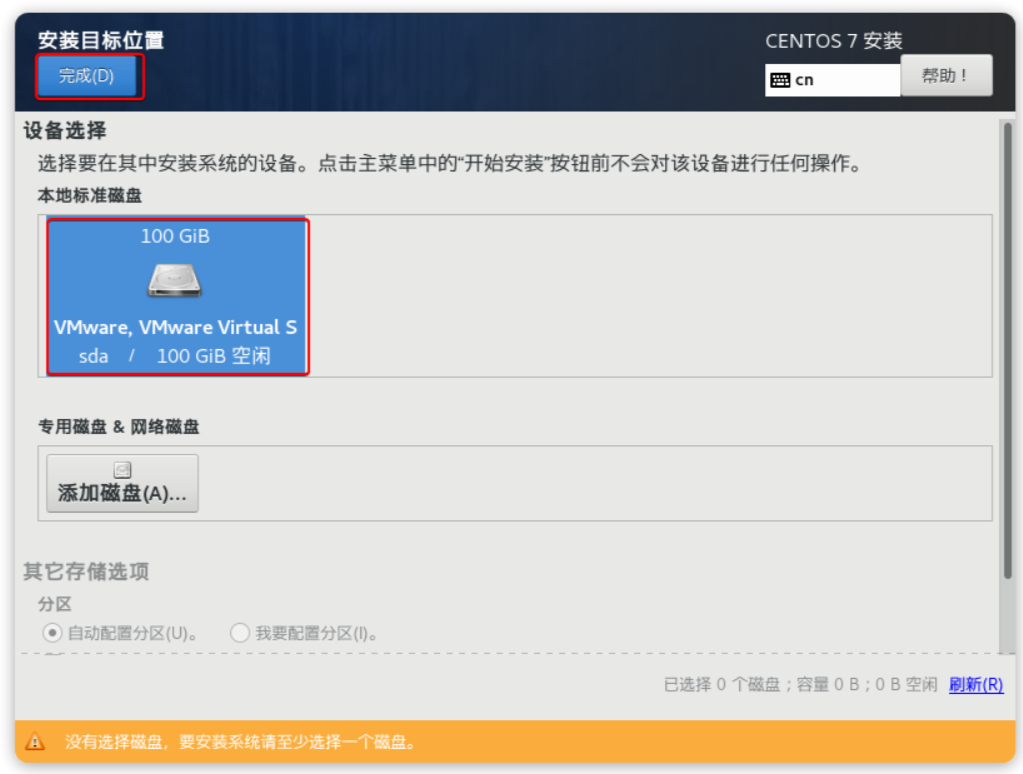 安装目标位置
CENTOS 7 安装
完成(D)
cn
帮助！
设备选择
选择要在其中安装系统的设备。点击主菜单中的“开始安装”按钮前不会对该设备进行任何操作。
本地标准磁盘
100 GiB
VMware, VMware Virtual S
sda / 100 GiB 空闲
专用磁盘 & 网络磁盘
添加磁盘(A)...
其它存储选项
分区
自动配置分区(U)。 我要配置分区(I)。
已选择 0 个磁盘；容量 0 B；0 B 空闲 刷新(R)
没有选择磁盘，要安装系统请至少选择一个磁盘。